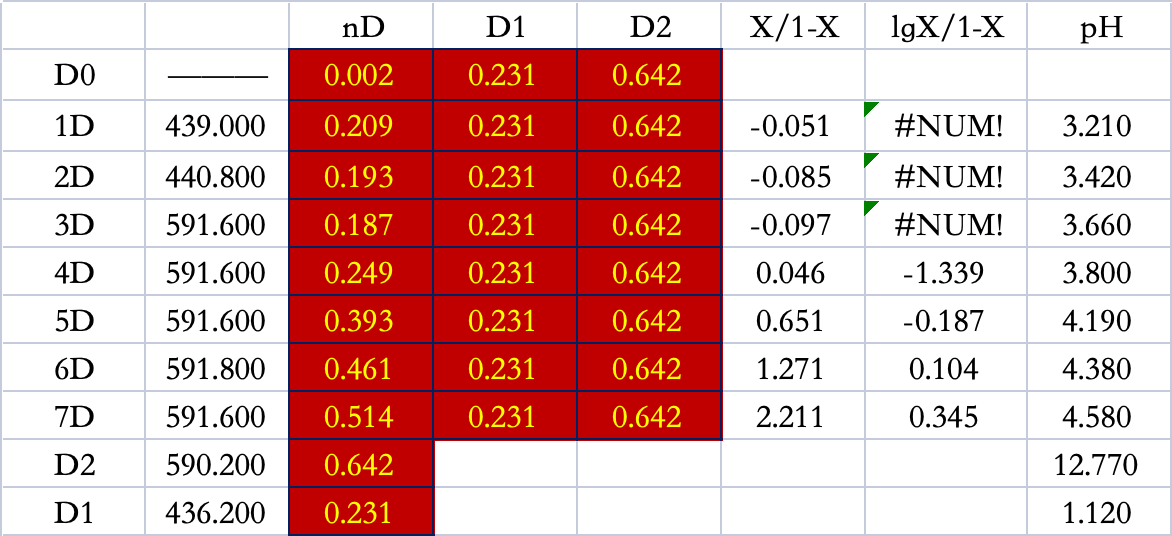 nD D1 D2 X/1-X lgX/1-X pH
D0 ——— 0.002 0.231 0.642
1D 439.000 0.209 0.231 0.642 -0.051 #NUM! 3.210
2D 440.800 0.193 0.231 0.642 -0.085 #NUM! 3.420
3D 591.600 0.187 0.231 0.642 -0.097 #NUM! 3.660
4D 591.600 0.249 0.231 0.642 0.046 -1.339 3.800
5D 591.600 0.393 0.231 0.642 0.651 -0.187 4.190
6D 591.800 0.461 0.231 0.642 1.271 0.104 4.380
7D 591.600 0.514 0.231 0.642 2.211 0.345 4.580
D2 590.200 0.642 12.770
D1 436.200 0.231 1.120